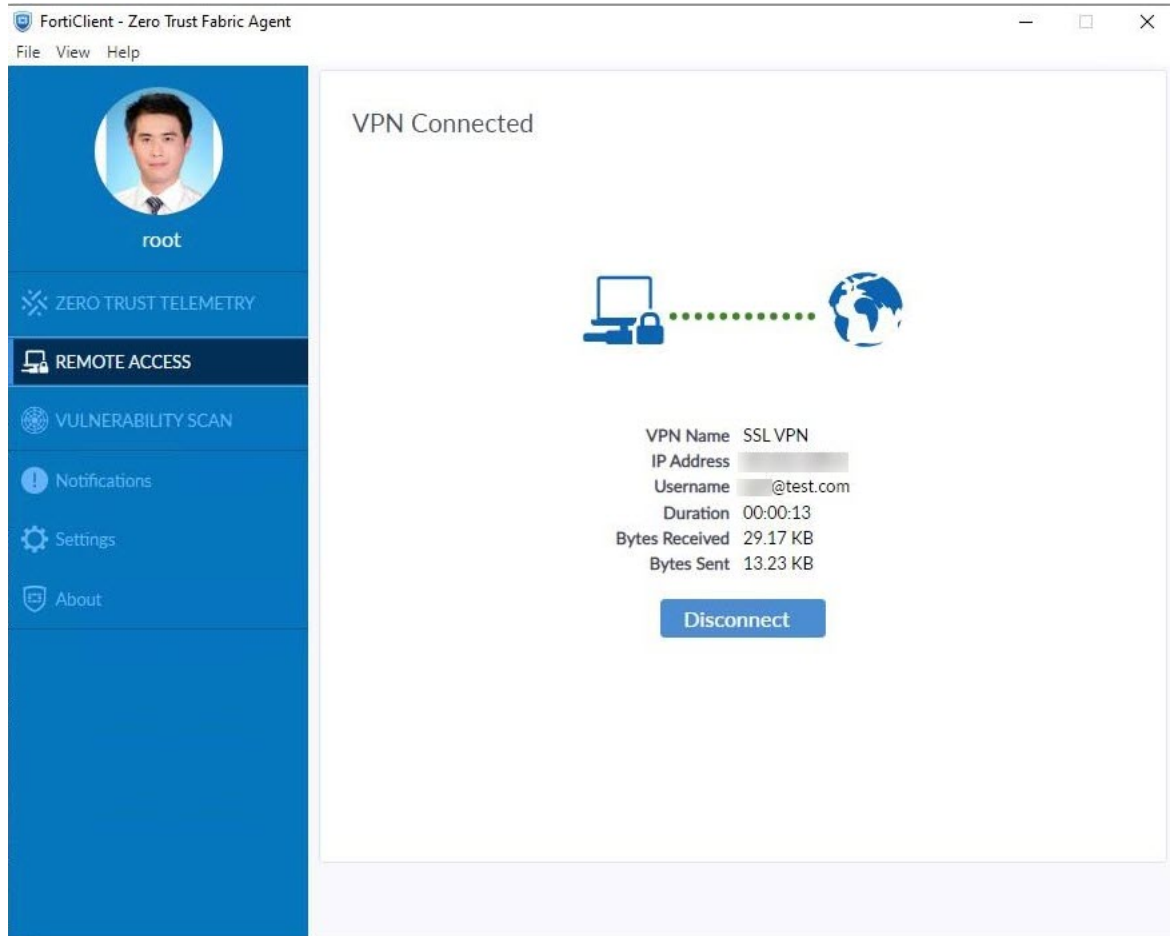 FortiClient - Zero Trust Fabric Agent
File View Help
root
ZERO TRUST TELEMETRY
REMOTE ACCESS
VULNERABILITY SCAN
Notifications
Settings
About
VPN Connected
VPN Name SSL VPN
IP Address
Username @test.com
Duration 00:00:13
Bytes Received 29.17 KB
Bytes Sent 13.23 KB
Disconnect